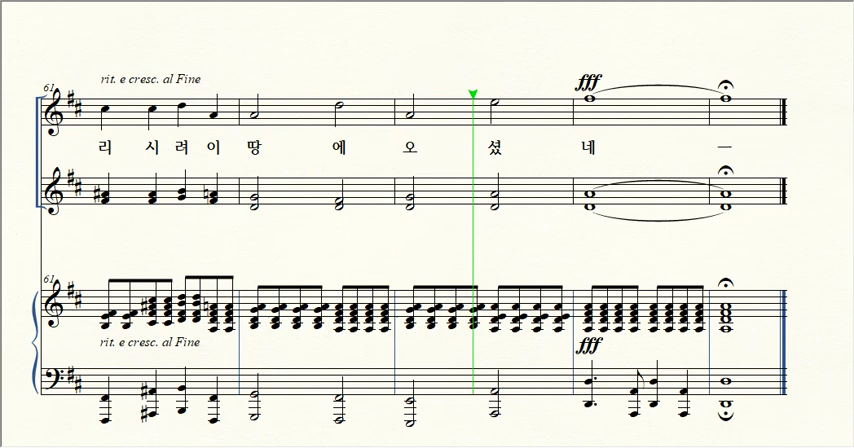 rit. e cresc. al Fine
fff
61
리 시 려 이 땅 에 오 셨 네 —
61
rit. e cresc. al Fine
fff